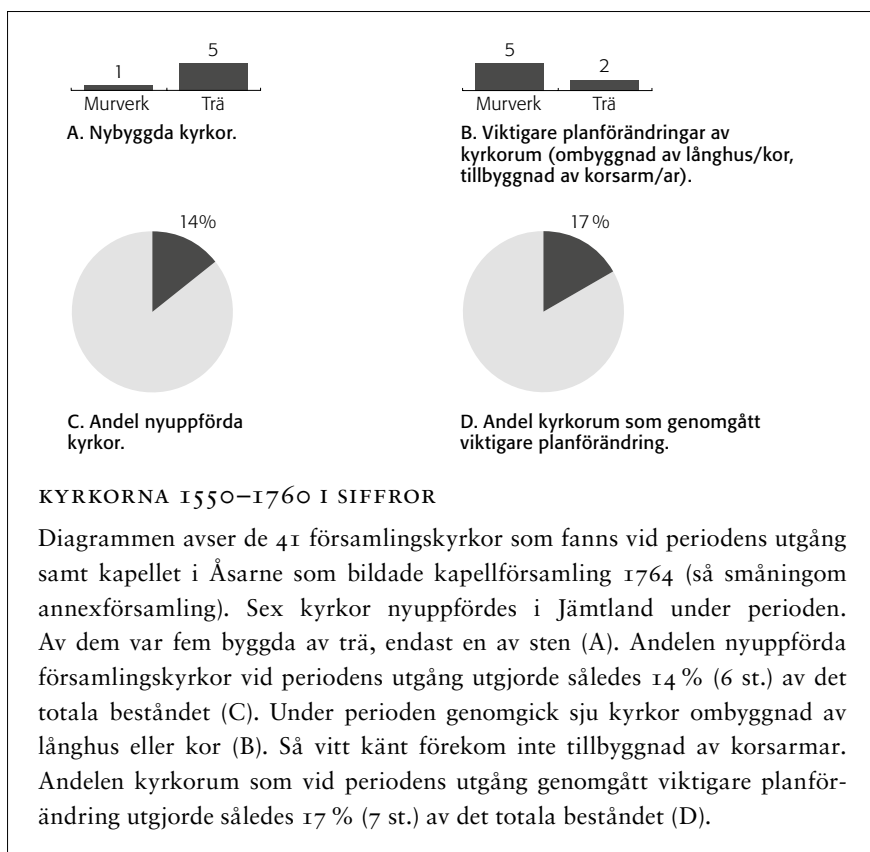 1
5
Murverk
Trä
A. Nybyggda kyrkor.
5
2
Murverk
Trä
B. Viktigare planförändringar av
kyrkorum (ombyggnad av långhus/kor,
tillbyggnad av korsarm/ar).
14%
C. Andel nyuppförda
kyrkor.
17 %
D. Andel kyrkorum som genomgått
viktigare planförändring.
KYRKORNA 1550–1760 I SIFFROR
Diagrammen avser de 41 församlingskyrkor som fanns vid periodens utgång
samt kapellet i Åsarne som bildade kapellförsamling 1764 (så småningom
annexförsamling). Sex kyrkor nyuppfördes i Jämtland under perioden.
Av dem var fem byggda av trä, endast en av sten (A). Andelen nyuppförda
församlingskyrkor vid periodens utgång utgjorde således 14 % (6 st.) av det
totala beståndet (C). Under perioden genomgick sju kyrkor ombyggnad av
långhus eller kor (B). Så vitt känt förekom inte tillbyggnad av korsarmar.
Andelen kyrkorum som vid periodens utgång genomgått viktigare planför-
ändring utgjorde således 17 % (7 st.) av det totala beståndet (D).